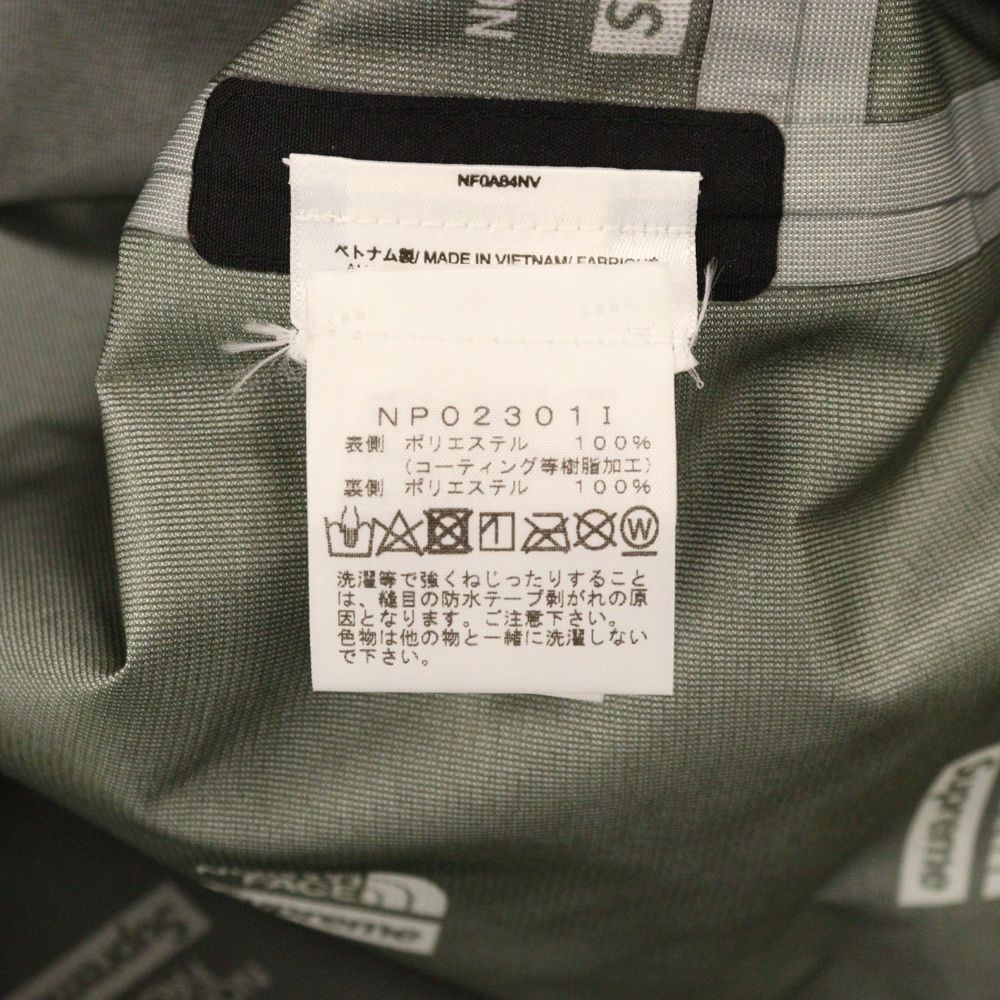 NO
S
NF0A84NV
ベトナム製/ MADE IN VIETNAM/ FABRIQUÉ
NP02301I
表側 ポリエステル 100%
(コーティング等樹脂加工)
裏側 ポリエステル 100%
W
洗濯等で強くねじったりすること
は、縫目の防水テープ剥がれの原
因となります。ご注意下さい。
色物は他の物と一緒に洗濯しない
で下さい。
Supreme
FACE
Supreme
Supreme